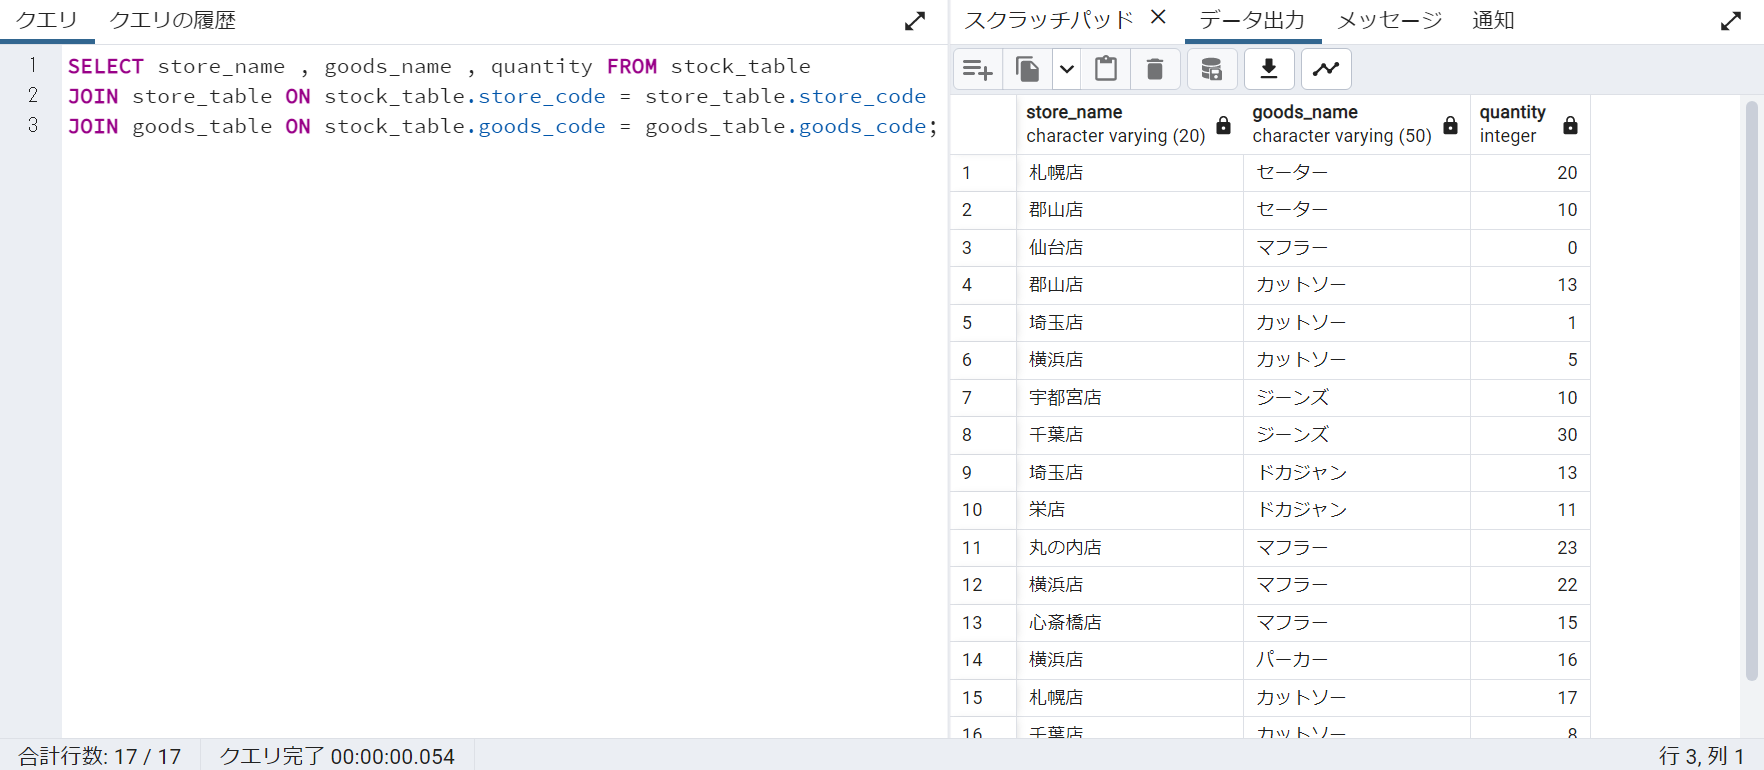 クエリ クエリの履歴
1 SELECT store_name , goods_name , quantity FROM stock_table
2 JOIN store_table ON stock_table.store_code = store_table.store_code
3 JOIN goods_table ON stock_table.goods_code = goods_table.goods_code;
スクラッチパッド × データ出力 メッセージ 通知
store_name goods_name quantity
character varying (20) character varying (50) integer
1 札幌店 セーター 20
2 郡山店 セーター 10
3 仙台店 マフラー 0
4 郡山店 カットソー 13
5 埼玉店 カットソー 1
6 横浜店 カットソー 5
7 宇都宮店 ジーンズ 10
8 千葉店 ジーンズ 30
9 埼玉店 ドカジャン 13
10 栄店 ドカジャン 11
11 丸の内店 マフラー 23
12 横浜店 マフラー 22
13 心斎橋店 マフラー 15
14 横浜店 パーカー 16
15 札幌店 カットソー 17
16 千葉店 カットソー 8
合計行数: 17 / 17 クエリ完了 00:00:00.054 行 3, 列 1